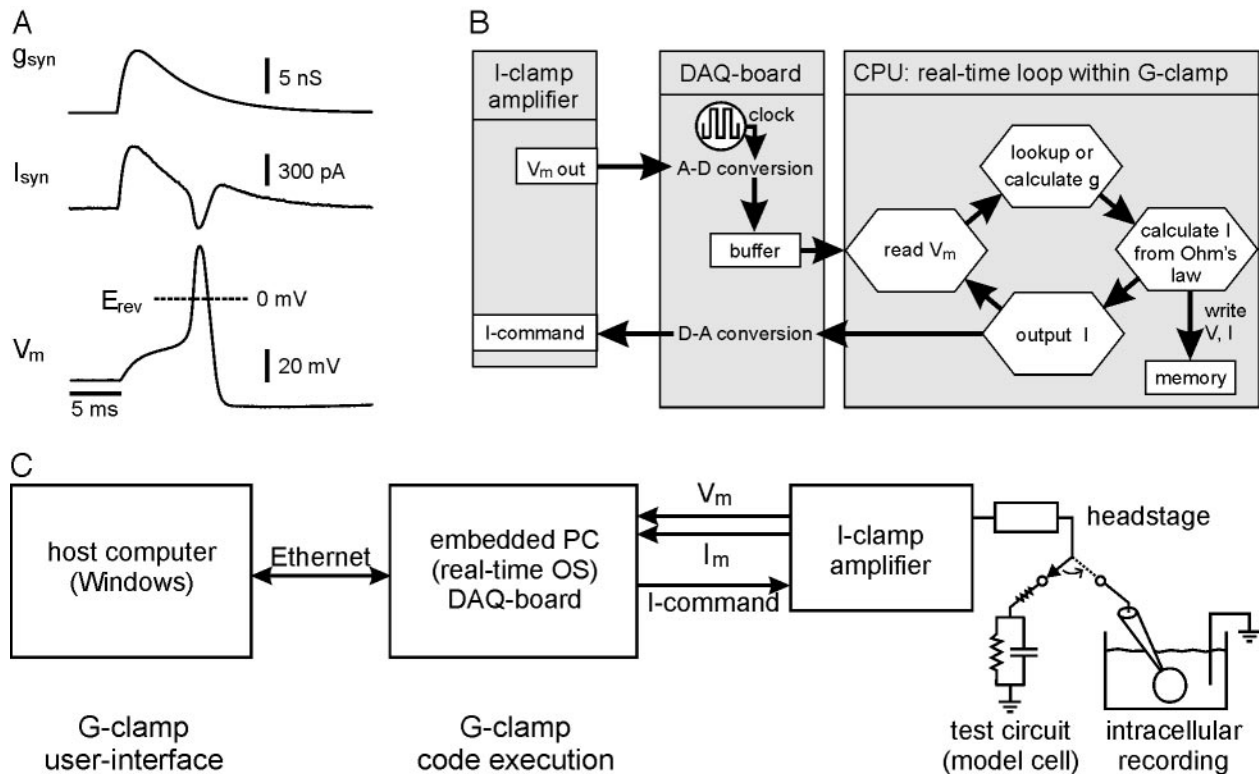 A
g_syn
5 nS
I_syn
300 pA
E_rev
0 mV
V_m
20 mV
5 ms
B
I-clamp
amplifier
V_m out
I-command
DAQ-board
clock
A-D conversion
buffer
D-A conversion
CPU: real-time loop within G-clamp
lookup or
calculate g
read V_m
calculate I
from Ohm's
law
output I
write
V, I
memory
C
host computer
(Windows)
Ethernet
embedded PC
(real-time OS)
DAQ-board
V_m
I_m
I-command
I-clamp
amplifier
headstage
G-clamp
user-interface
G-clamp
code execution
test circuit
(model cell)
intracellular
recording